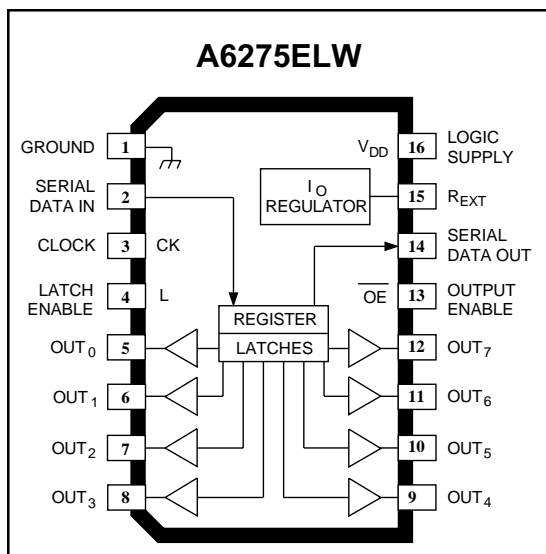 A6275ELW
GROUND 1
V_DD 16 LOGIC SUPPLY
SERIAL DATA IN 2
I_O REGULATOR
15 R_EXT
CLOCK 3 CK
14 SERIAL DATA OUT
LATCH ENABLE 4 L
OE 13 OUTPUT ENABLE
REGISTER
LATCHES
OUT_0 5
12 OUT_7
OUT_1 6
11 OUT_6
OUT_2 7
10 OUT_5
OUT_3 8
9 OUT_4